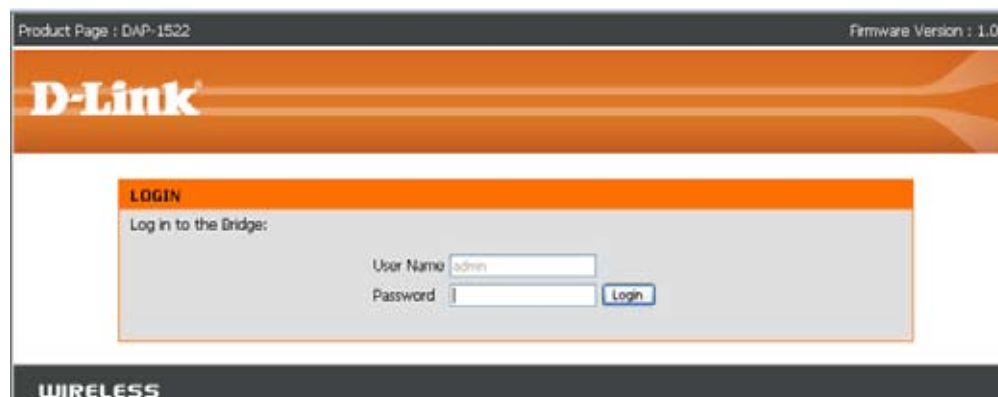 Product Page : DAP-1522 Firmware Version : 1.0
D-Link
LOGIN
Log in to the Bridge:
User Name admin
Password Login
WIRELESS